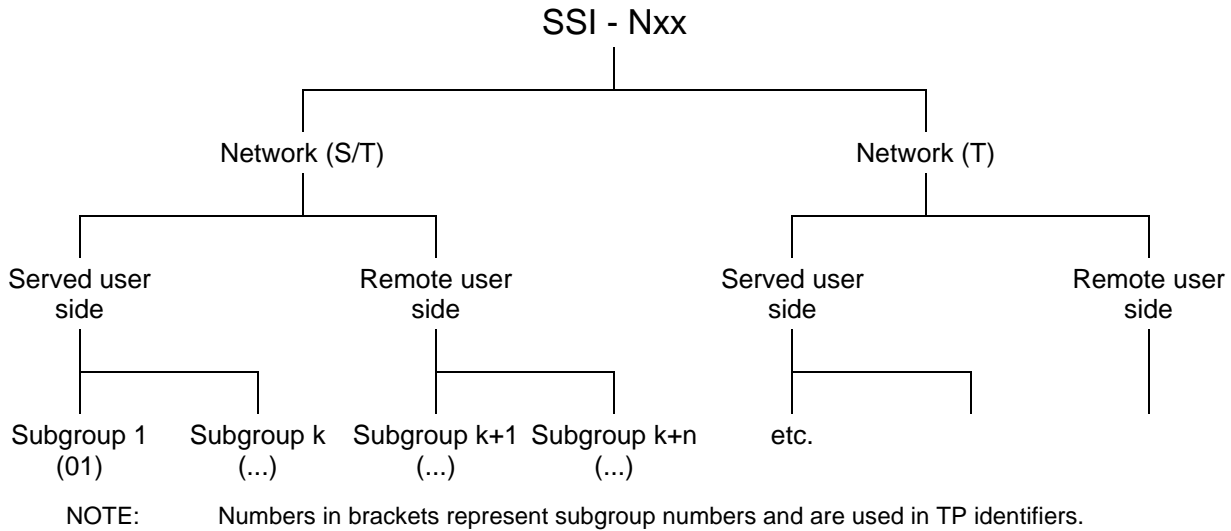 SSI - Nxx
Network (S/T)
Network (T)
Served user
side
Remote user
side
Served user
side
Remote user
side
Subgroup 1
(01)
Subgroup k
(...)
Subgroup k+1
(...)
Subgroup k+n
(...)
etc.
NOTE: Numbers in brackets represent subgroup numbers and are used in TP identifiers.